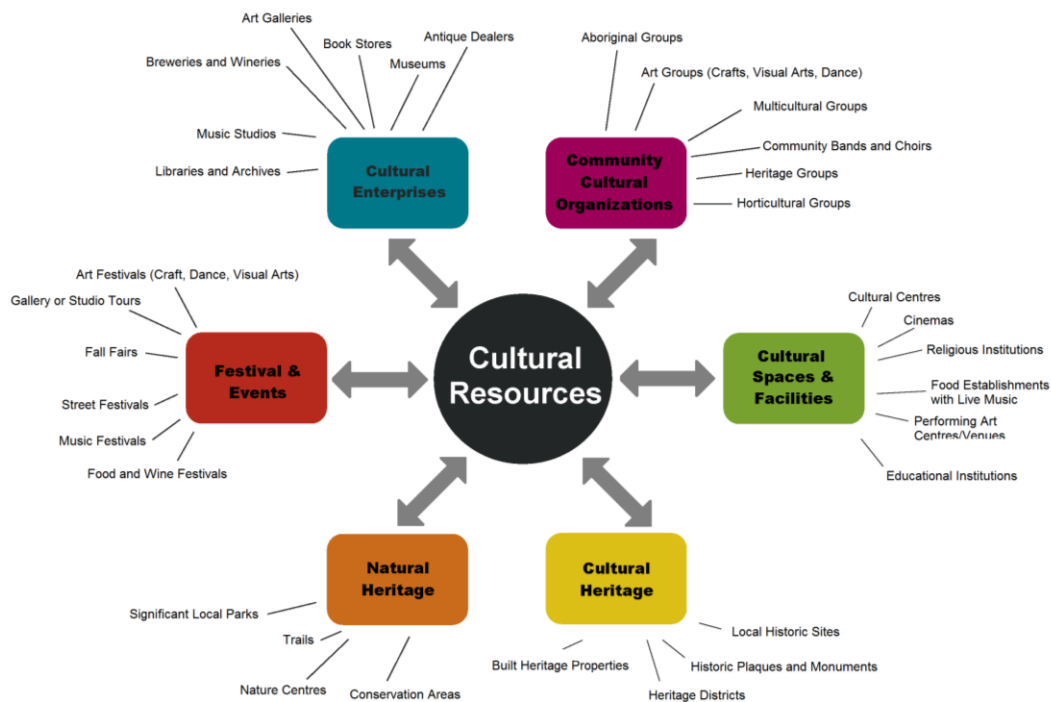 Art Galleries
Book Stores
Antique Dealers
Breweries and Wineries
Museums
Music Studios
Libraries and Archives
Cultural
Enterprises
Aboriginal Groups
Art Groups (Crafts, Visual Arts, Dance)
Multicultural Groups
Community Bands and Choirs
Heritage Groups
Horticultural Groups
Community
Cultural
Organizations
Art Festivals (Craft, Dance, Visual Arts)
Gallery or Studio Tours
Fall Fairs
Street Festivals
Music Festivals
Food and Wine Festivals
Festival &
Events
Cultural
Resources
Cultural
Spaces &
Facilities
Cultural Centres
Cinemas
Religious Institutions
Food Establishments
with Live Music
Performing Art
Centres/Venues
Educational Institutions
Natural
Heritage
Significant Local Parks
Trails
Nature Centres
Conservation Areas
Cultural
Heritage
Local Historic Sites
Built Heritage Properties
Historic Plaques and Monuments
Heritage Districts